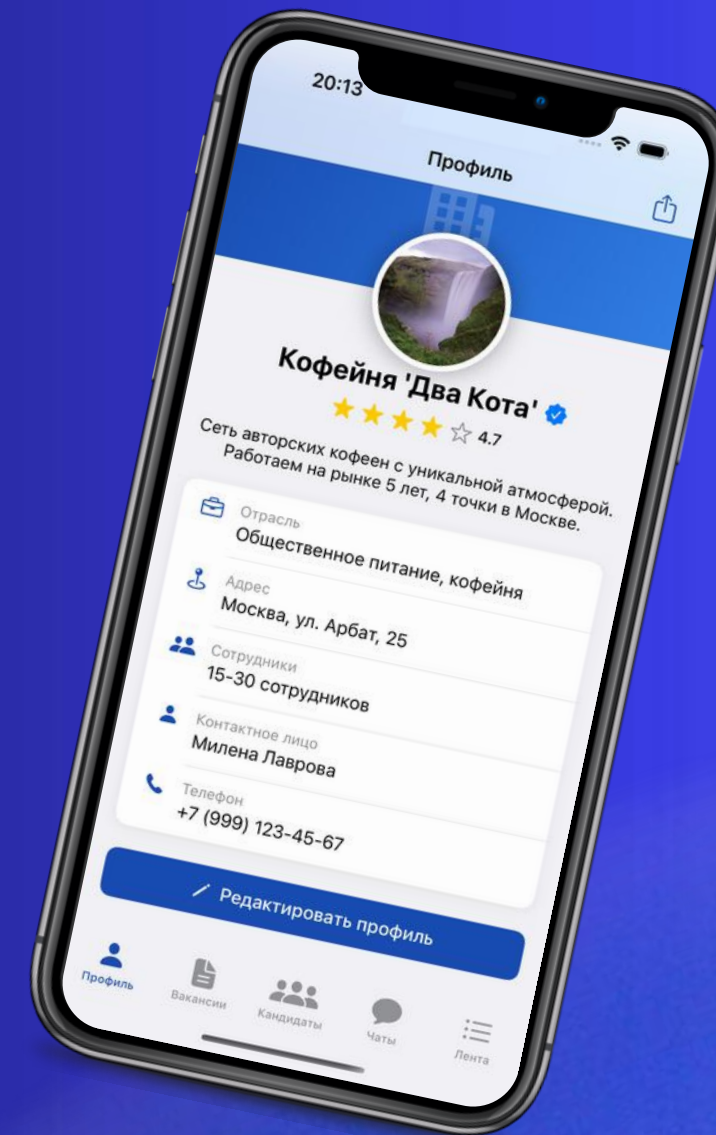 20:13
Профиль
Кофейня 'Два Кота'
4.7
Сеть авторских кофеен с уникальной атмосферой.
Работаем на рынке 5 лет, 4 точки в Москве.
Отрасль
Общественное питание, кофейня
Адрес
Москва, ул. Арбат, 25
Сотрудники
15-30 сотрудников
Контактное лицо
Милена Лаврова
Телефон
+7 (999) 123-45-67
Редактировать профиль
Профиль
Вакансии
Кандидаты
Чаты
Лента